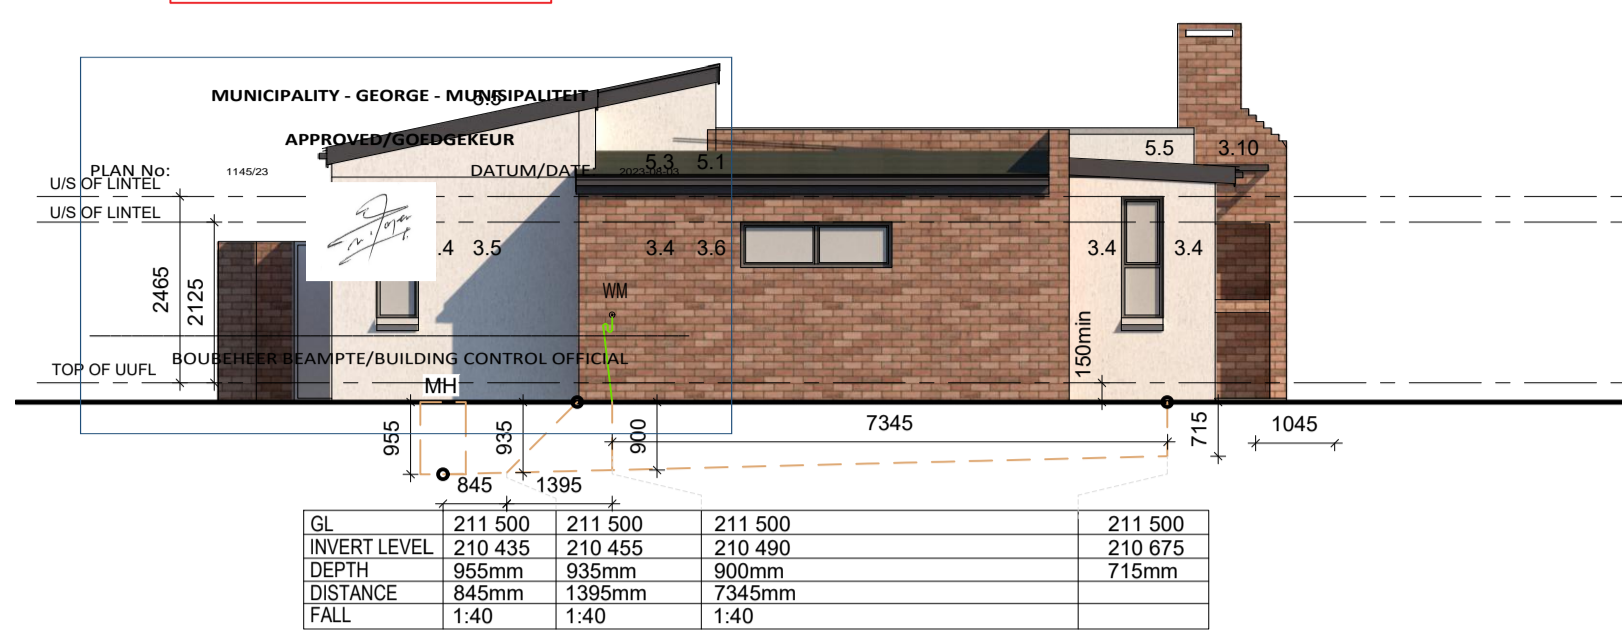 MUNICIPALITY - GEORGE - MUNISIPALITEIT
5.5
APPROVED/GOEDGEKEUR
5.5 3.10
PLAN No: 1145/23 DATUM/DATE: 2023-08-03
5.3 5.1
U/S OF LINTEL
U/S OF LINTEL
.4 3.5 3.4 3.6 3.4 3.4
2465
2125
WM
150min
BOUBEHEER BEAMPTE/BUILDING CONTROL OFFICIAL
TOP OF UUFL
MH
955
935
900
7345
715
1045
845 1395
GL 211 500 211 500 211 500 211 500
INVERT LEVEL 210 435 210 455 210 490 210 675
DEPTH 955mm 935mm 900mm 715mm
DISTANCE 845mm 1395mm 7345mm
FALL 1:40 1:40 1:40